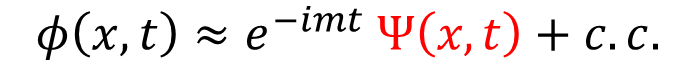 ϕ(x, t) ≈ e^{−imt} Ψ(x, t) + c. c.